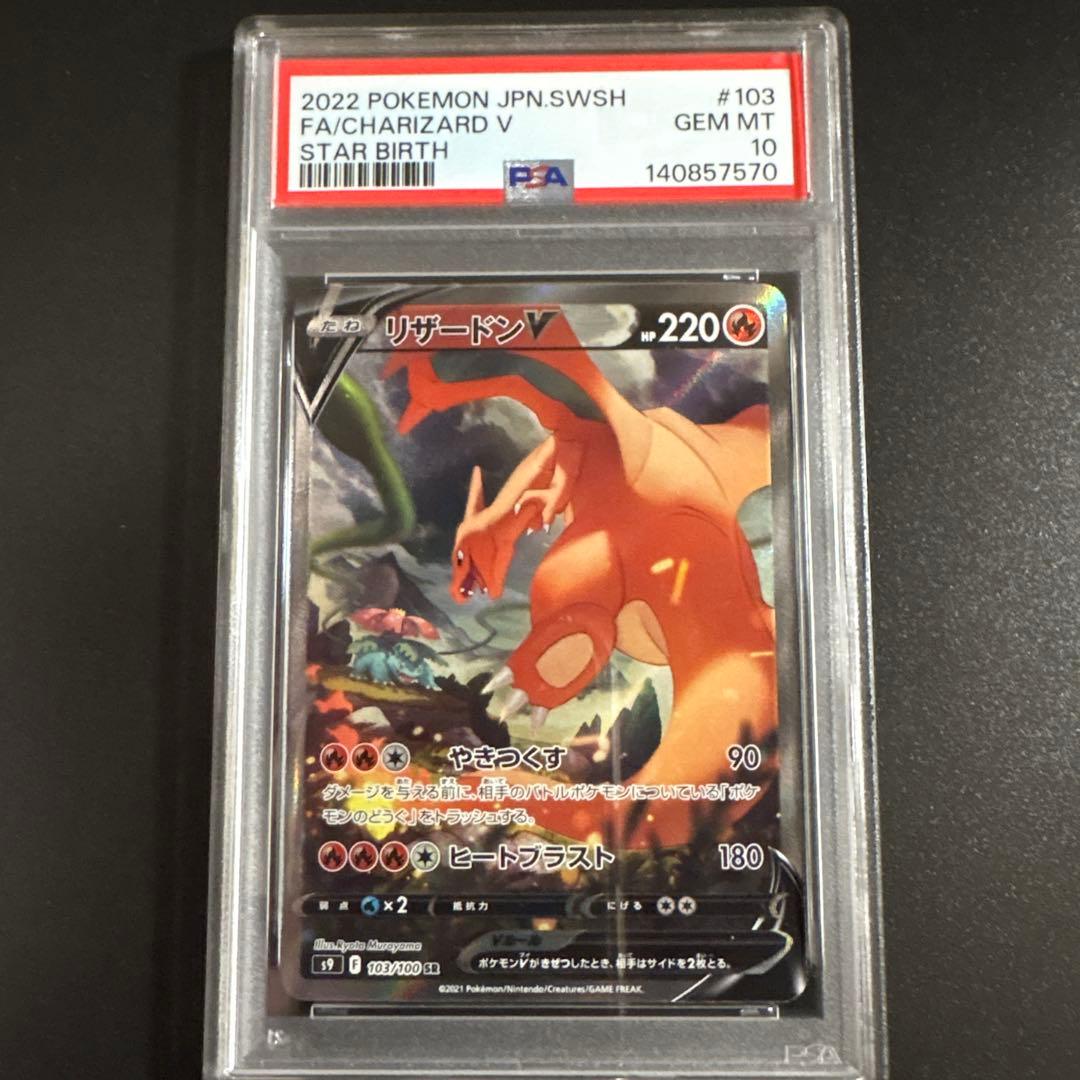 2022 POKEMON JPN.SWSH #103
FA/CHARIZARD V GEM MT
STAR BIRTH 10
PSA 140857570
たね リザードンV HP 220
やきつくす 90
ダメージを与える前に、相手のバトルポケモンについている「ポケ
モンのどうぐ」をトラッシュする。
ヒートブラスト 180
弱点 ×2 抵抗力 にげる
Illus. Ryota Murayama
Vルール
s9 F 103/100 SR
ポケモンVがきぜつしたとき、相手はサイドを2枚とる。
©2021 Pokémon/Nintendo/Creatures/GAME FREAK.
PSA